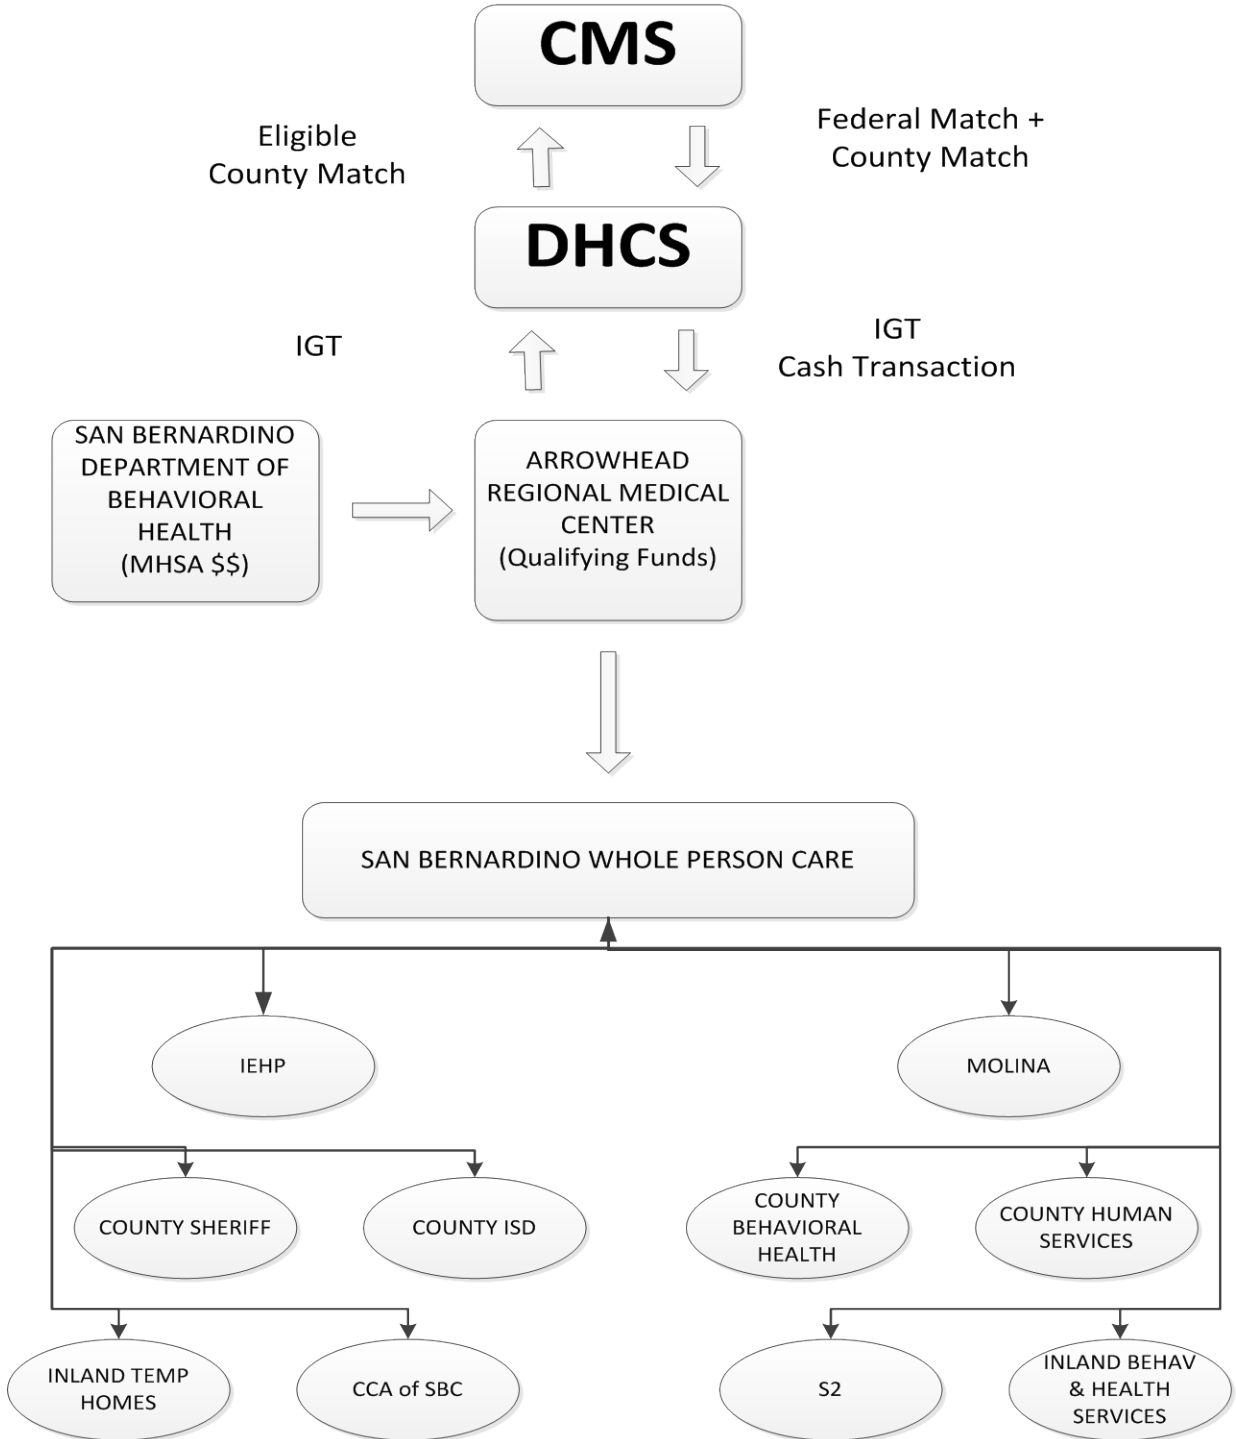 CMS
Eligible
County Match
Federal Match +
County Match
DHCS
IGT
IGT
Cash Transaction
SAN BERNARDINO
DEPARTMENT OF
BEHAVIORAL
HEALTH
(MHSA $$)
ARROWHEAD
REGIONAL MEDICAL
CENTER
(Qualifying Funds)
SAN BERNARDINO WHOLE PERSON CARE
IEHP
MOLINA
COUNTY SHERIFF
COUNTY ISD
COUNTY
BEHAVIORAL
HEALTH
COUNTY HUMAN
SERVICES
INLAND TEMP
HOMES
CCA of SBC
S2
INLAND BEHAV
& HEALTH
SERVICES